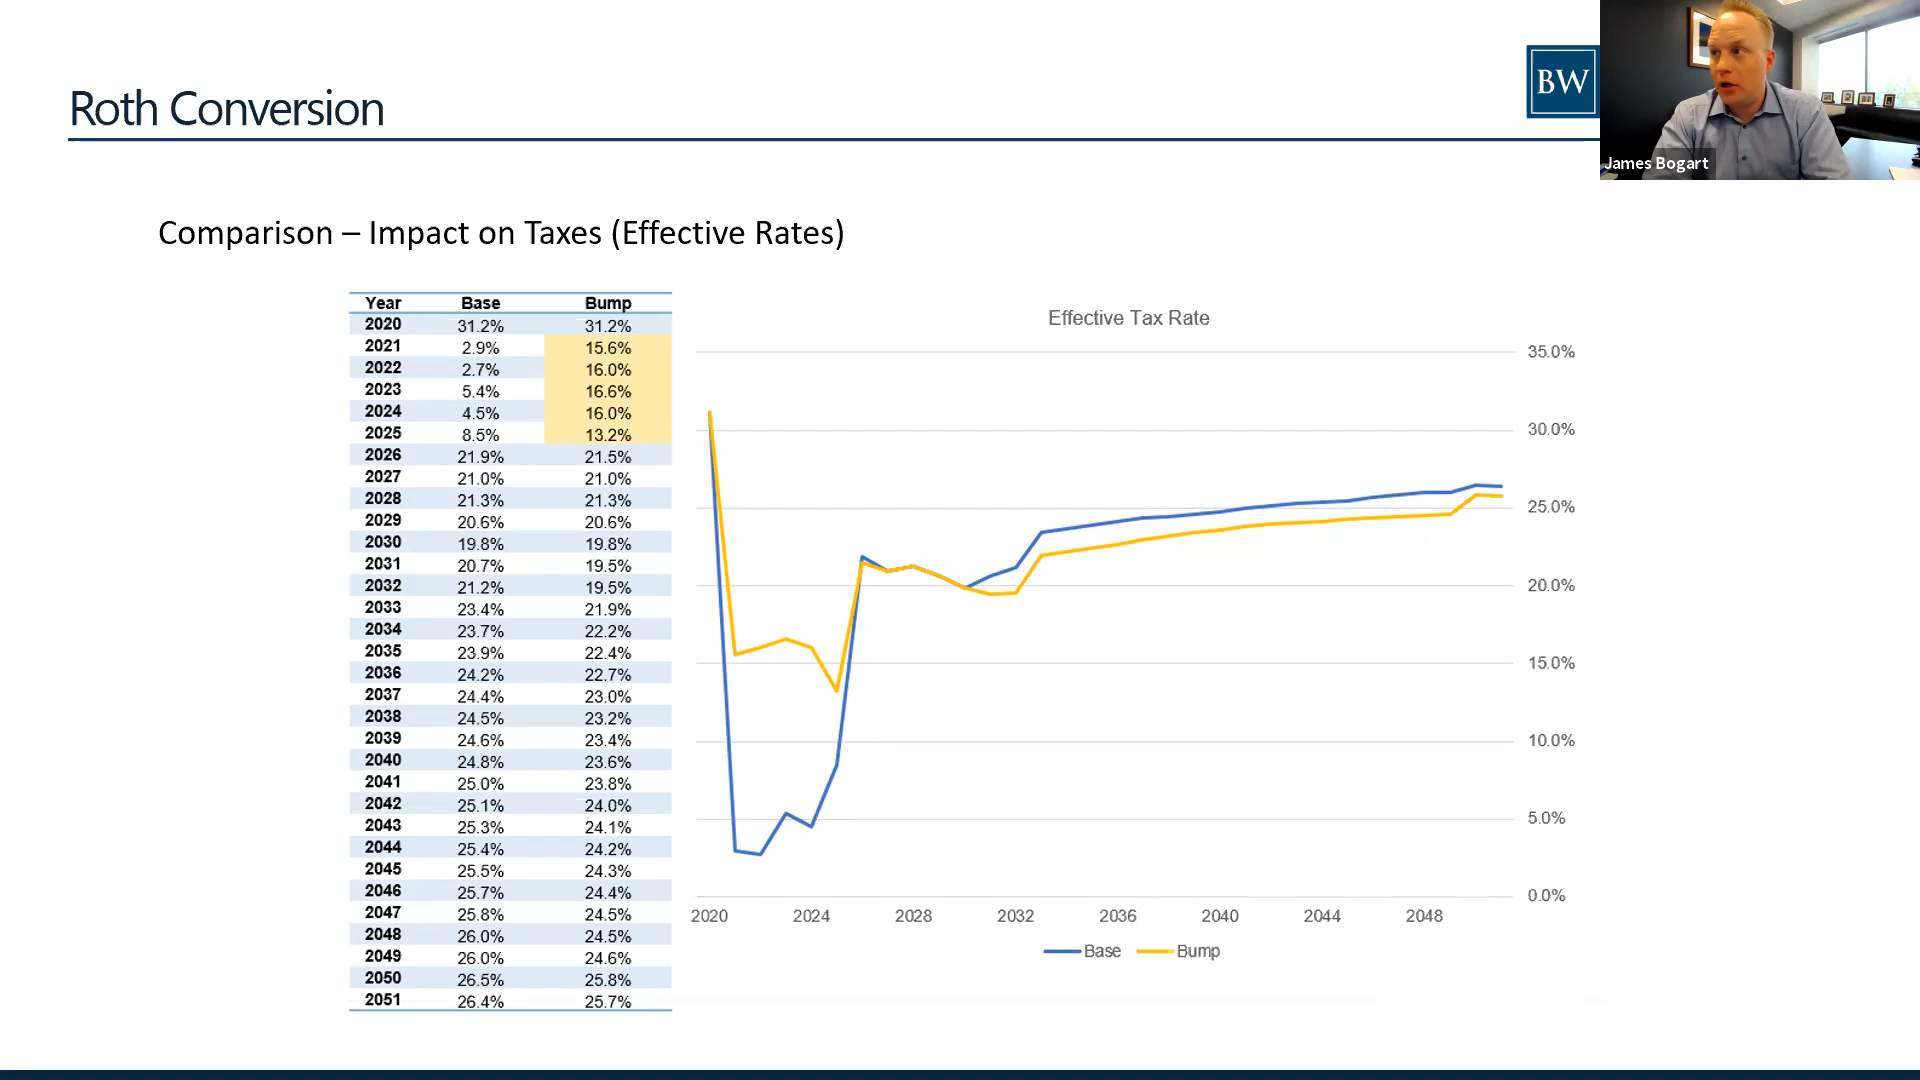 Roth Conversion
BW
James Bogart
Comparison – Impact on Taxes (Effective Rates)
Year Base Bump
2020 31.2% 31.2%
2021 2.9% 15.6%
2022 2.7% 16.0%
2023 5.4% 16.6%
2024 4.5% 16.0%
2025 8.5% 13.2%
2026 21.9% 21.5%
2027 21.0% 21.0%
2028 21.3% 21.3%
2029 20.6% 20.6%
2030 19.8% 19.8%
2031 20.7% 19.5%
2032 21.2% 19.5%
2033 23.4% 21.9%
2034 23.7% 22.2%
2035 23.9% 22.4%
2036 24.2% 22.7%
2037 24.4% 23.0%
2038 24.5% 23.2%
2039 24.6% 23.4%
2040 24.8% 23.6%
2041 25.0% 23.8%
2042 25.1% 24.0%
2043 25.3% 24.1%
2044 25.4% 24.2%
2045 25.5% 24.3%
2046 25.7% 24.4%
2047 25.8% 24.5%
2048 26.0% 24.5%
2049 26.0% 24.6%
2050 26.5% 25.8%
2051 26.4% 25.7%
Effective Tax Rate
35.0%
30.0%
25.0%
20.0%
15.0%
10.0%
5.0%
0.0%
2020 2024 2028 2032 2036 2040 2044 2048
Base Bump